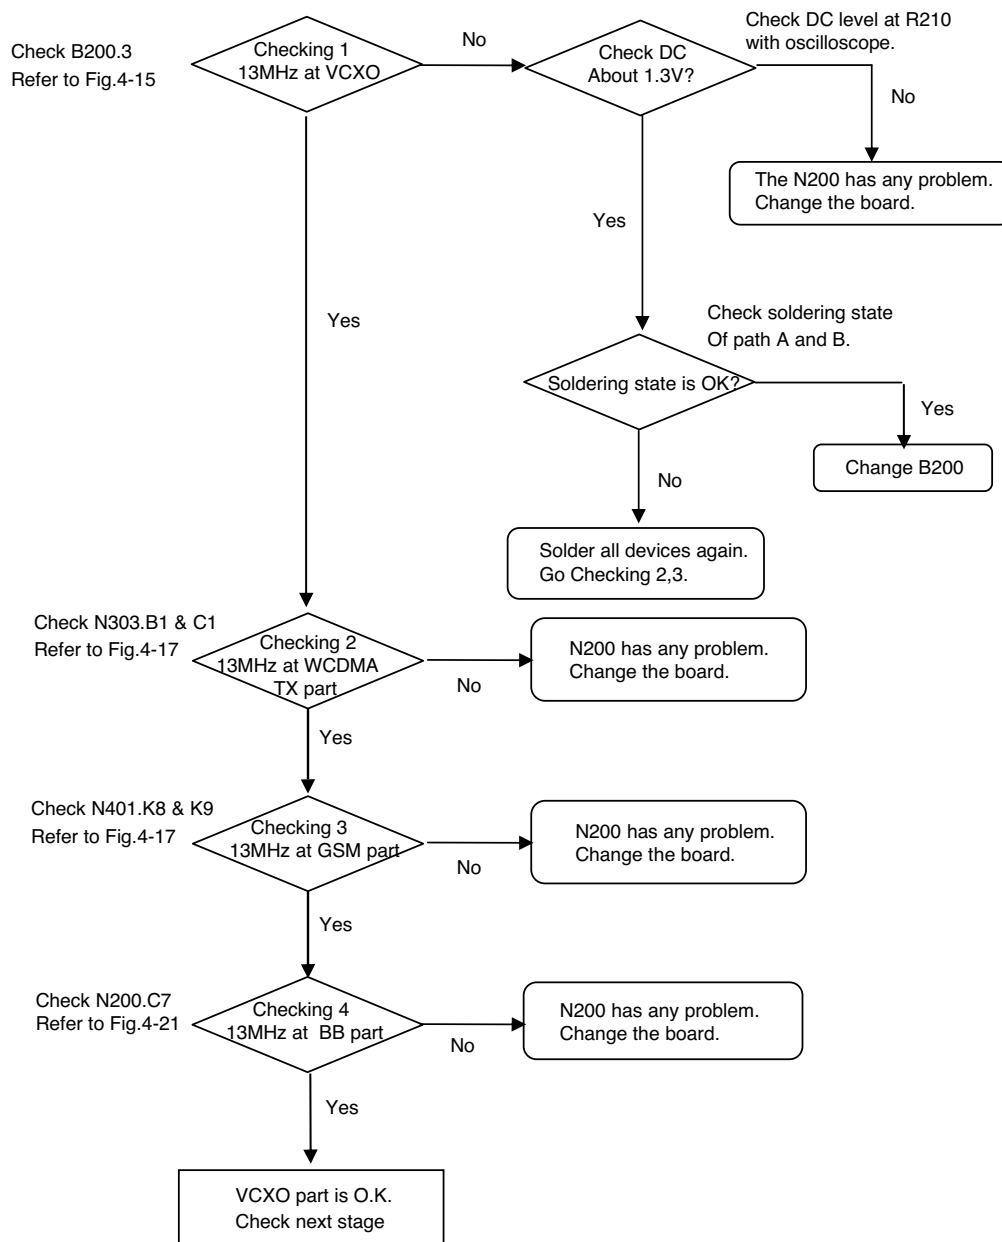 Check B200.3
Refer to Fig.4-15
Checking 1
13MHz at VCXO
No
Check DC
About 1.3V?
Check DC level at R210
with oscilloscope.
No
The N200 has any problem.
Change the board.
Yes
Yes
Check soldering state
Of path A and B.
Soldering state is OK?
Yes
Change B200
No
Solder all devices again.
Go Checking 2,3.
Check N303.B1 & C1
Refer to Fig.4-17
Checking 2
13MHz at WCDMA
TX part
No
N200 has any problem.
Change the board.
Yes
Check N401.K8 & K9
Refer to Fig.4-17
Checking 3
13MHz at GSM part
No
N200 has any problem.
Change the board.
Yes
Check N200.C7
Refer to Fig.4-21
Checking 4
13MHz at  BB part
No
N200 has any problem.
Change the board.
Yes
VCXO part is O.K.
Check next stage